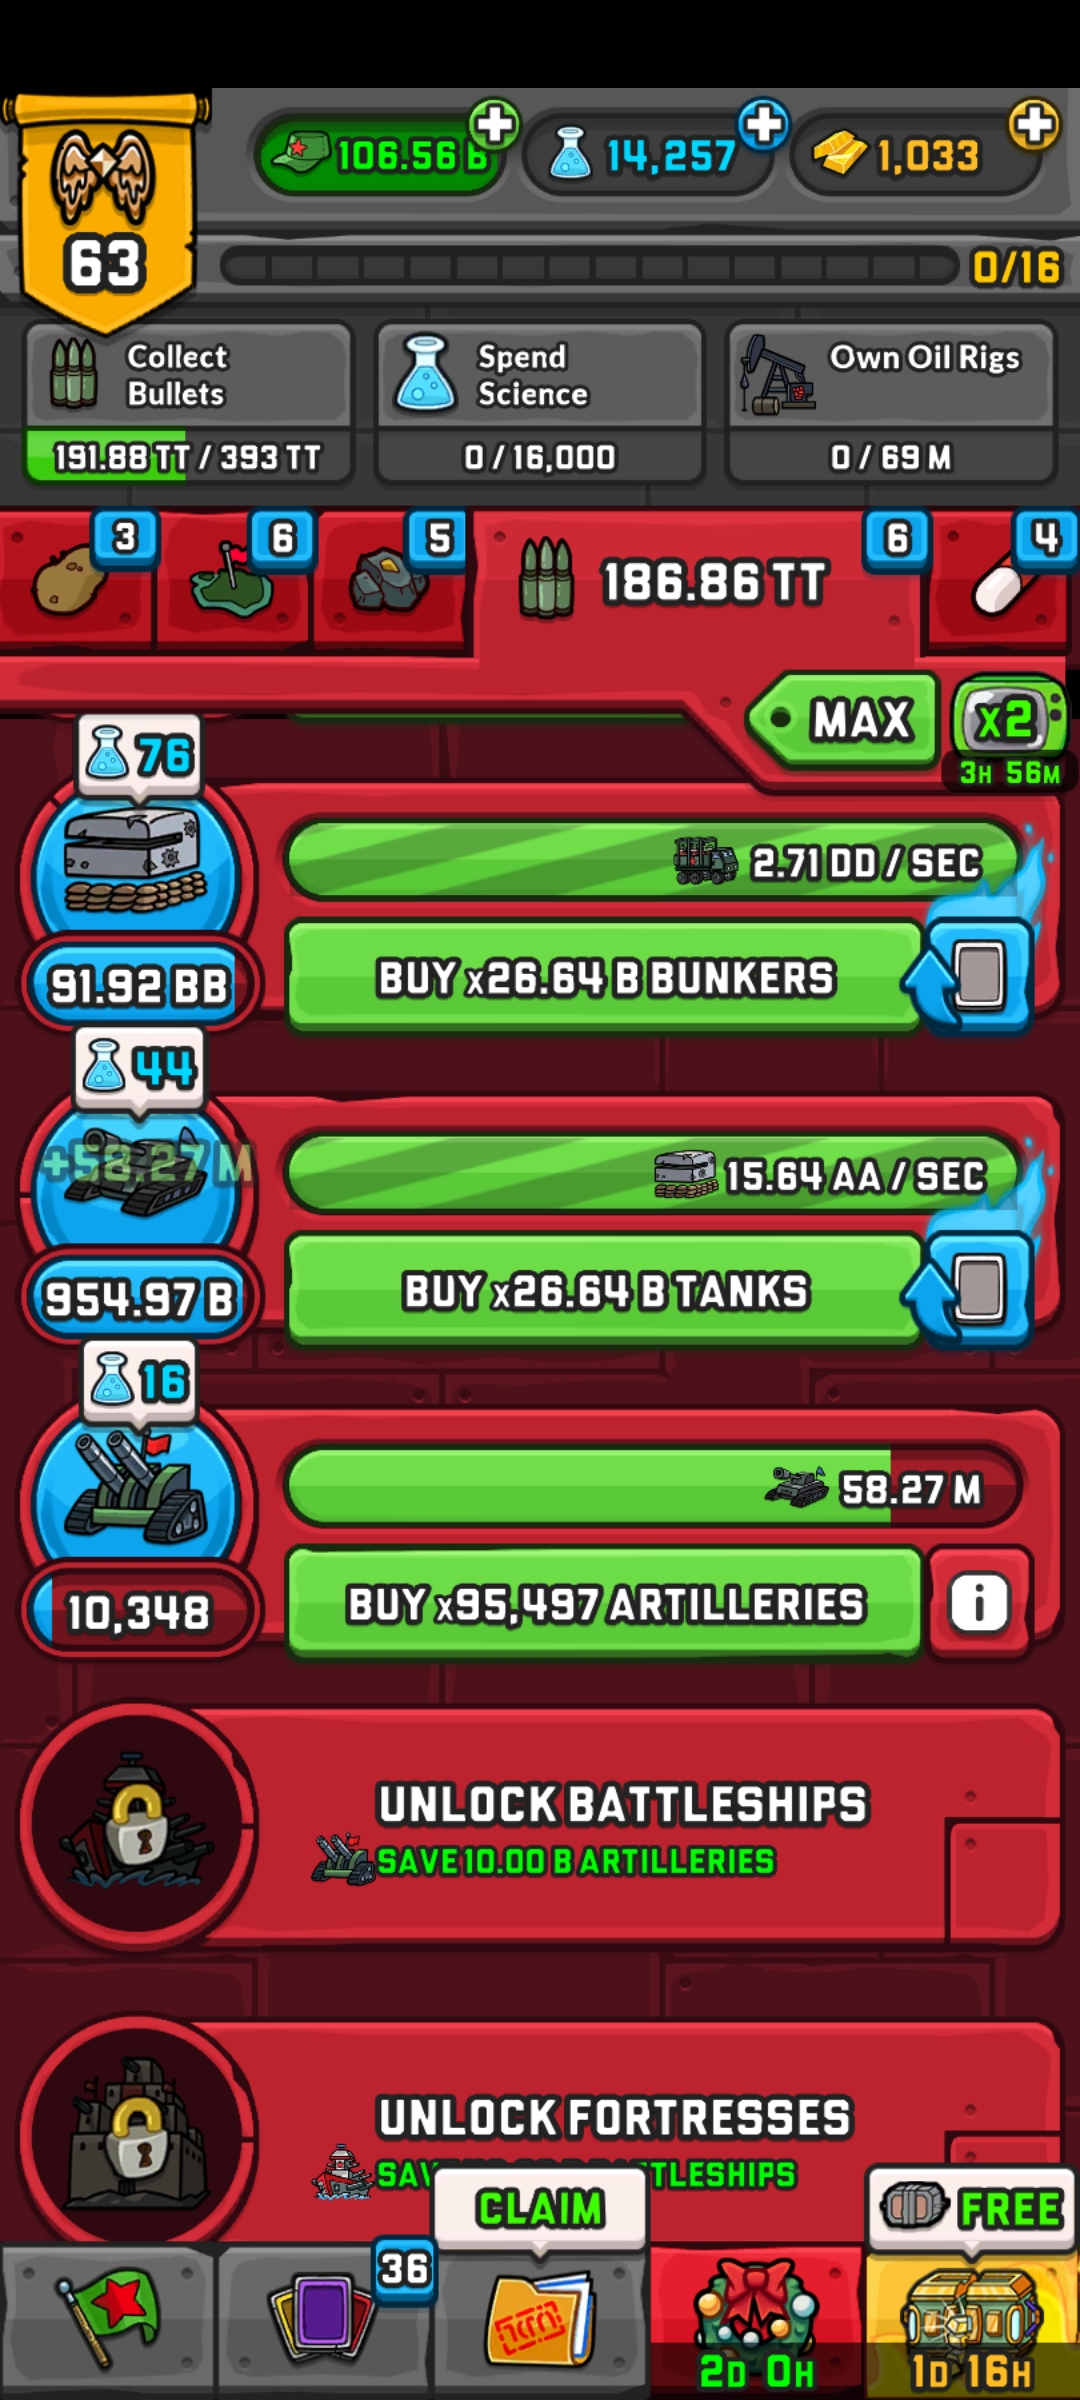 106.56 B
14,257
1,033
63
0/16
Collect
Bullets
Spend
Science
Own Oil Rigs
191.88 TT / 393 TT
0 / 16,000
0 / 69 M
3
6
5
186.86 TT
6
4
MAX
x2
3H 56M
76
2.71 DD / SEC
91.92 BB
BUY x26.64 B BUNKERS
44
+58.27 M
15.64 AA / SEC
954.97 B
BUY x26.64 B TANKS
16
58.27 M
10,348
BUY x95,497 ARTILLERIES
i
UNLOCK BATTLESHIPS
SAVE 10.00 B ARTILLERIES
UNLOCK FORTRESSES
CLAIM
FREE
36
2D 0H
1D 16H